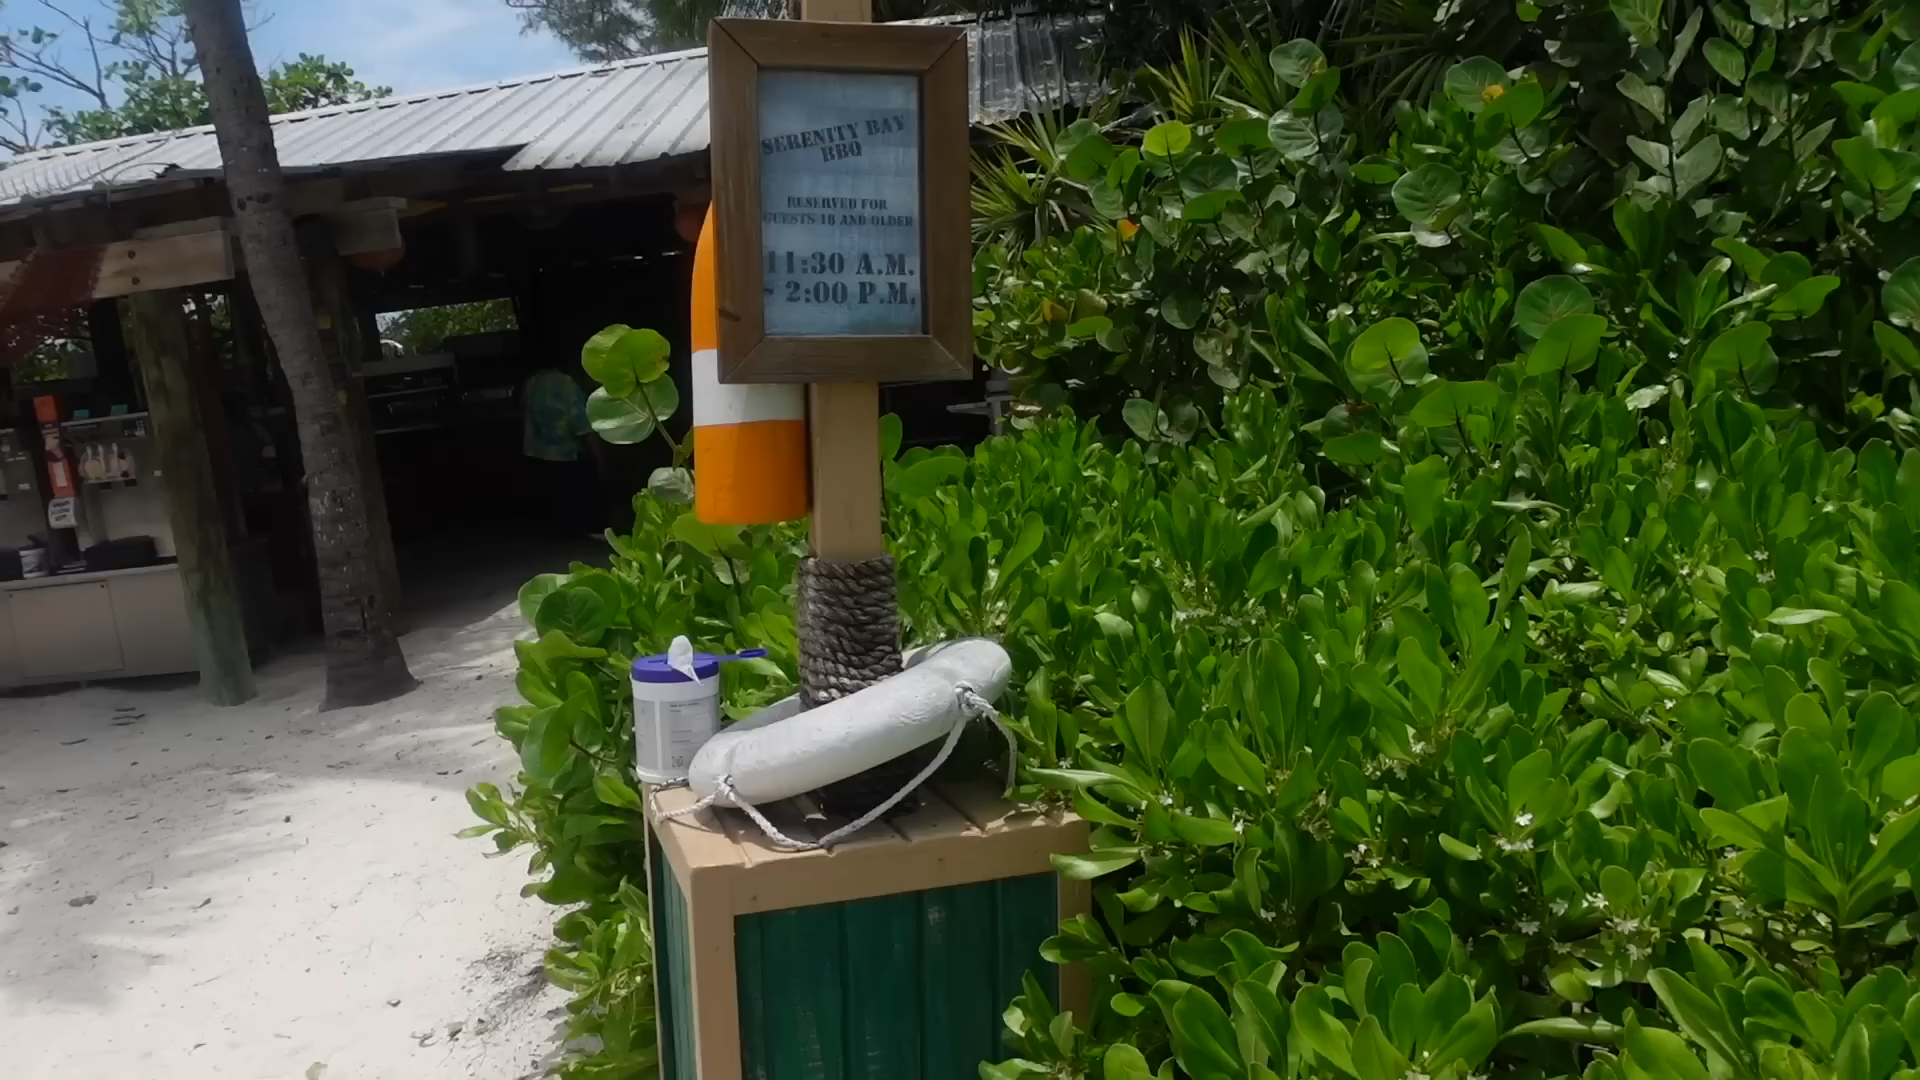 SERENITY BAY
BBQ
RESERVED FOR
GUESTS 18 AND OLDER
11:30 A.M.
- 2:00 P.M.